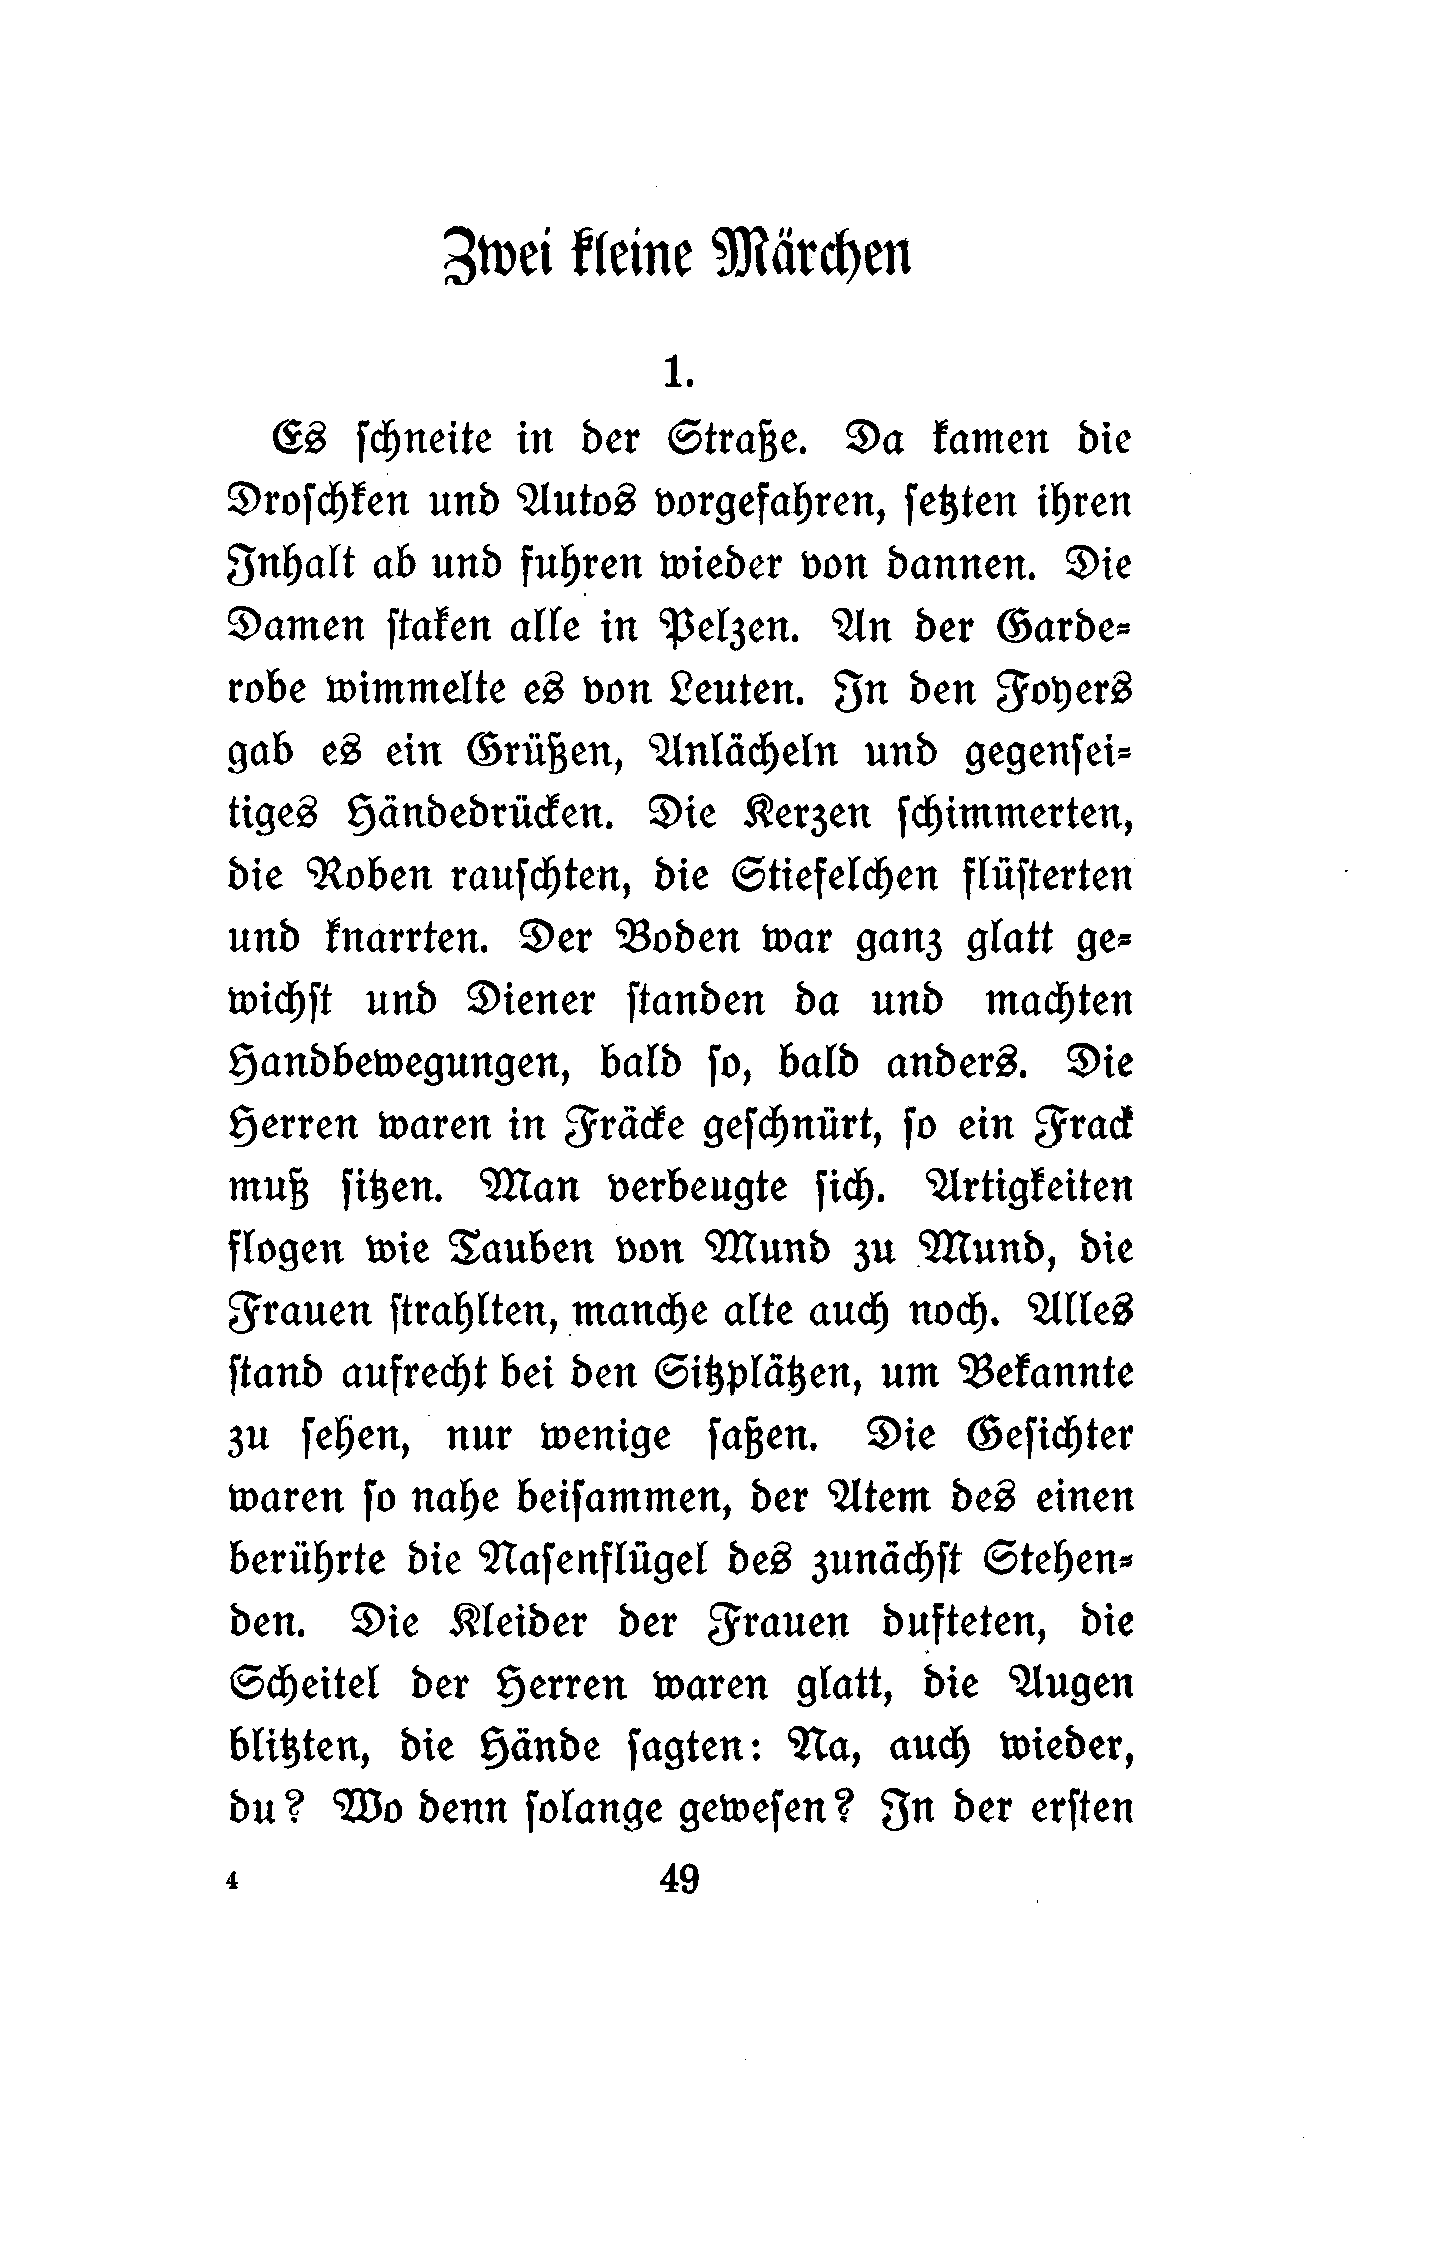 Zwei kleine Märchen
1.
Es ſchneite in der Straße. Da kamen die
Droſchken und Autos vorgefahren, ſetzten ihren
Inhalt ab und fuhren wieder von dannen. Die
Damen ſtaken alle in Pelzen. An der Garde⸗
robe wimmelte es von Leuten. In den Foyers
gab es ein Grüßen, Anlächeln und gegenſei⸗
tiges Händedrücken. Die Kerzen ſchimmerten,
die Roben rauſchten, die Stiefelchen flüſterten
und knarrten. Der Boden war ganz glatt ge⸗
wichſt und Diener ſtanden da und machten
Handbewegungen, bald ſo, bald anders. Die
Herren waren in Fräcke geſchnürt, ſo ein Frack
muß ſitzen. Man verbeugte ſich. Artigkeiten
flogen wie Tauben von Mund zu Mund, die
Frauen ſtrahlten, manche alte auch noch. Alles
ſtand aufrecht bei den Sitzplätzen, um Bekannte
zu ſehen, nur wenige ſaßen. Die Geſichter
waren ſo nahe beiſammen, der Atem des einen
berührte die Naſenflügel des zunächſt Stehen⸗
den. Die Kleider der Frauen dufteten, die
Scheitel der Herren waren glatt, die Augen
blitzten, die Hände ſagten: Na, auch wieder,
du? Wo denn ſolange geweſen? In der erſten
4 49